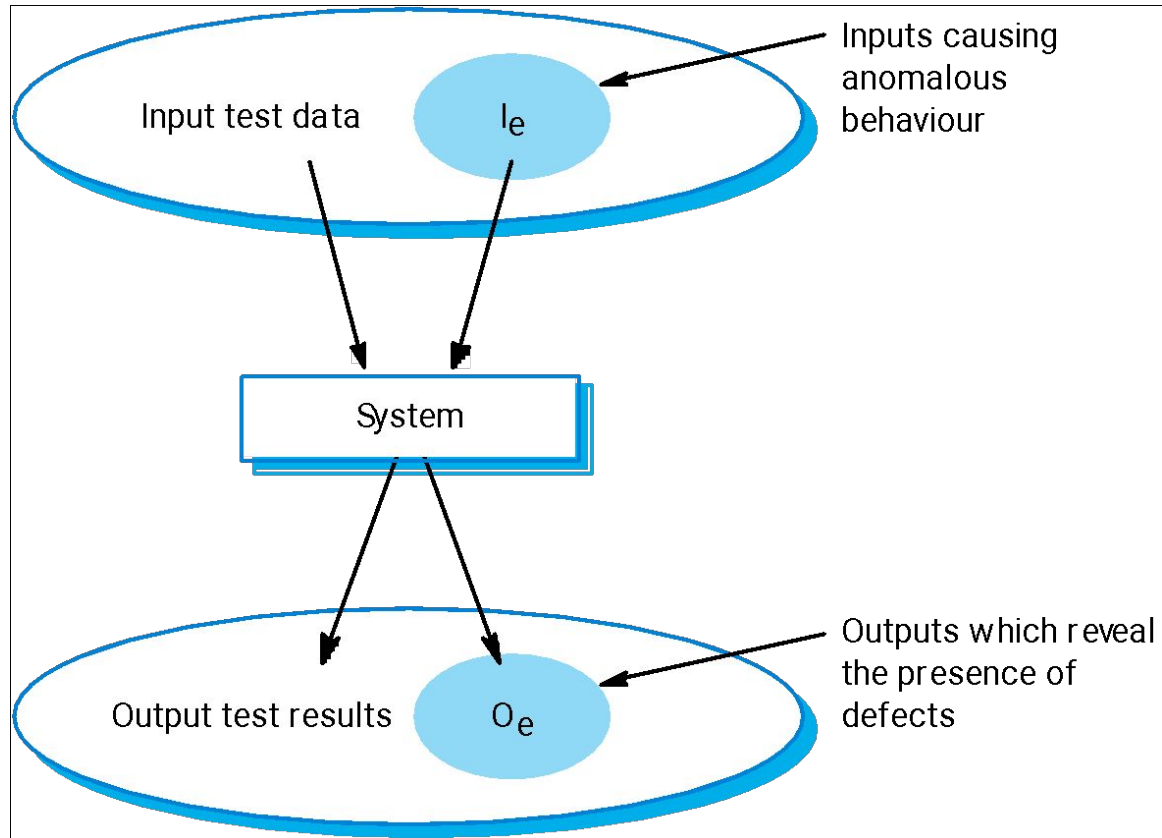 Inputs causing
anomalous
behaviour
Input test data
Ie
System
Outputs which reveal
the presence of
defects
Output test results
Oe